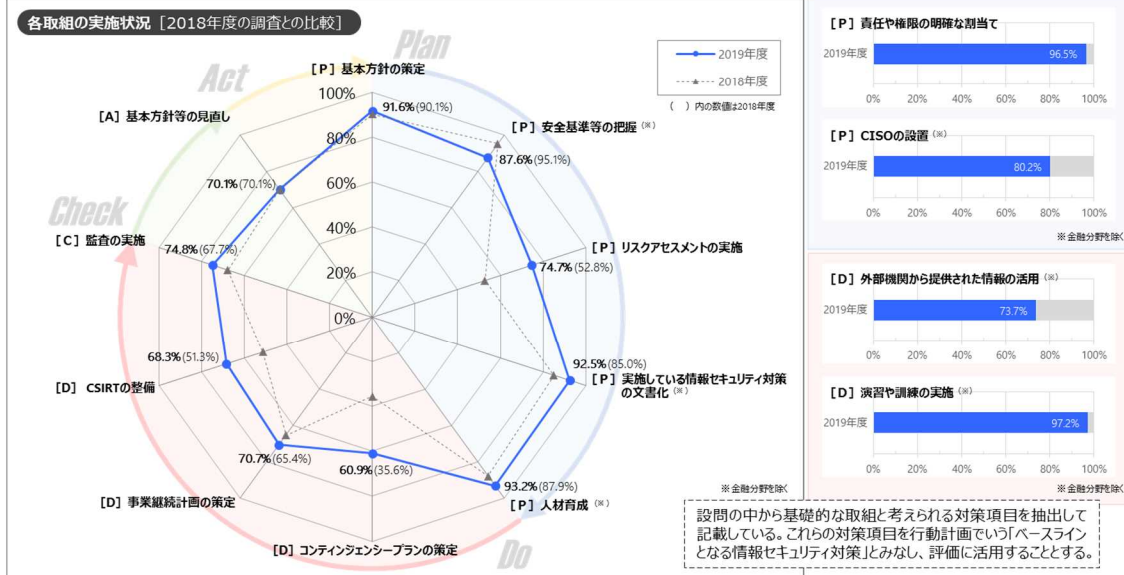 各取組の実施状況［2018年度の調査との比較］
Plan
Act
Check
Do
2019年度
2018年度
（　）内の数値は2018年度
［P］基本方針の策定
100%
80%
60%
40%
20%
0%
91.6%(90.1%)
［P］安全基準等の把握（※）
87.6%(95.1%)
［P］リスクアセスメントの実施
74.7%(52.8%)
92.5%(85.0%)
［P］実施している情報セキュリティ対策
の文書化（※）
93.2%(87.9%)
［P］人材育成（※）
60.9%(35.6%)
［D］コンティンジェンシープランの策定
70.7%(65.4%)
［D］事業継続計画の策定
68.3%(51.3%)
［D］CSIRTの整備
74.8%(67.7%)
［C］監査の実施
70.1%(70.1%)
［A］基本方針等の見直し
※金融分野を除く
［P］責任や権限の明確な割当て
2019年度
96.5%
0% 20% 40% 60% 80% 100%
［P］CISOの設置（※）
2019年度
80.2%
0% 20% 40% 60% 80% 100%
※金融分野を除く
［D］外部機関から提供された情報の活用（※）
2019年度
73.7%
0% 20% 40% 60% 80% 100%
［D］演習や訓練の実施（※）
2019年度
97.2%
0% 20% 40% 60% 80% 100%
※金融分野を除く
設問の中から基礎的な取組と考えられる対策項目を抽出して
記載している。これらの対策項目を行動計画でいう「ベースライン
となる情報セキュリティ対策」とみなし、評価に活用することとする。